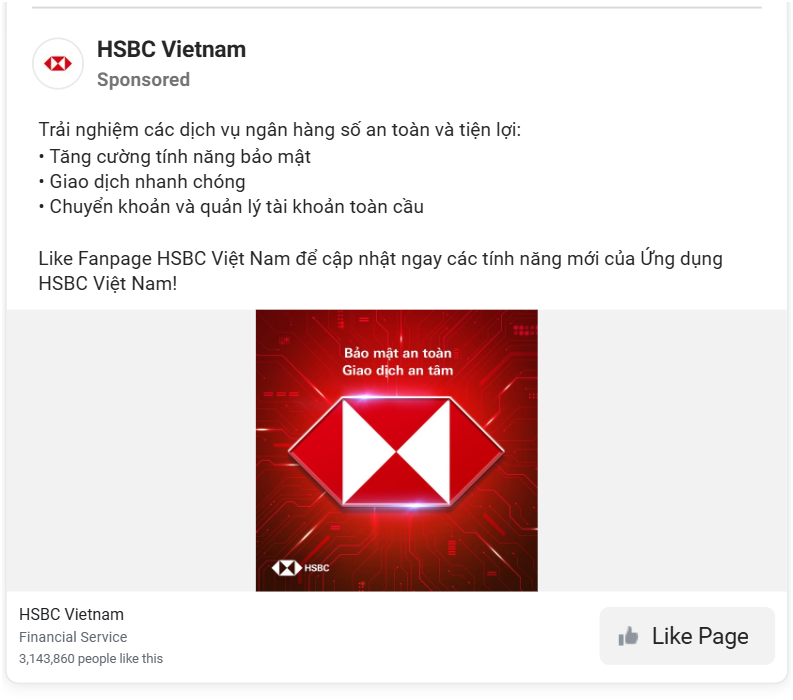 HSBC Vietnam
Sponsored
Trải nghiệm các dịch vụ ngân hàng số an toàn và tiện lợi:
• Tăng cường tính năng bảo mật
• Giao dịch nhanh chóng
• Chuyển khoản và quản lý tài khoản toàn cầu
Like Fanpage HSBC Việt Nam để cập nhật ngay các tính năng mới của Ứng dụng
HSBC Việt Nam!
Bảo mật an toàn
Giao dịch an tâm
HSBC
HSBC Vietnam
Financial Service
3,143,860 people like this
Like Page